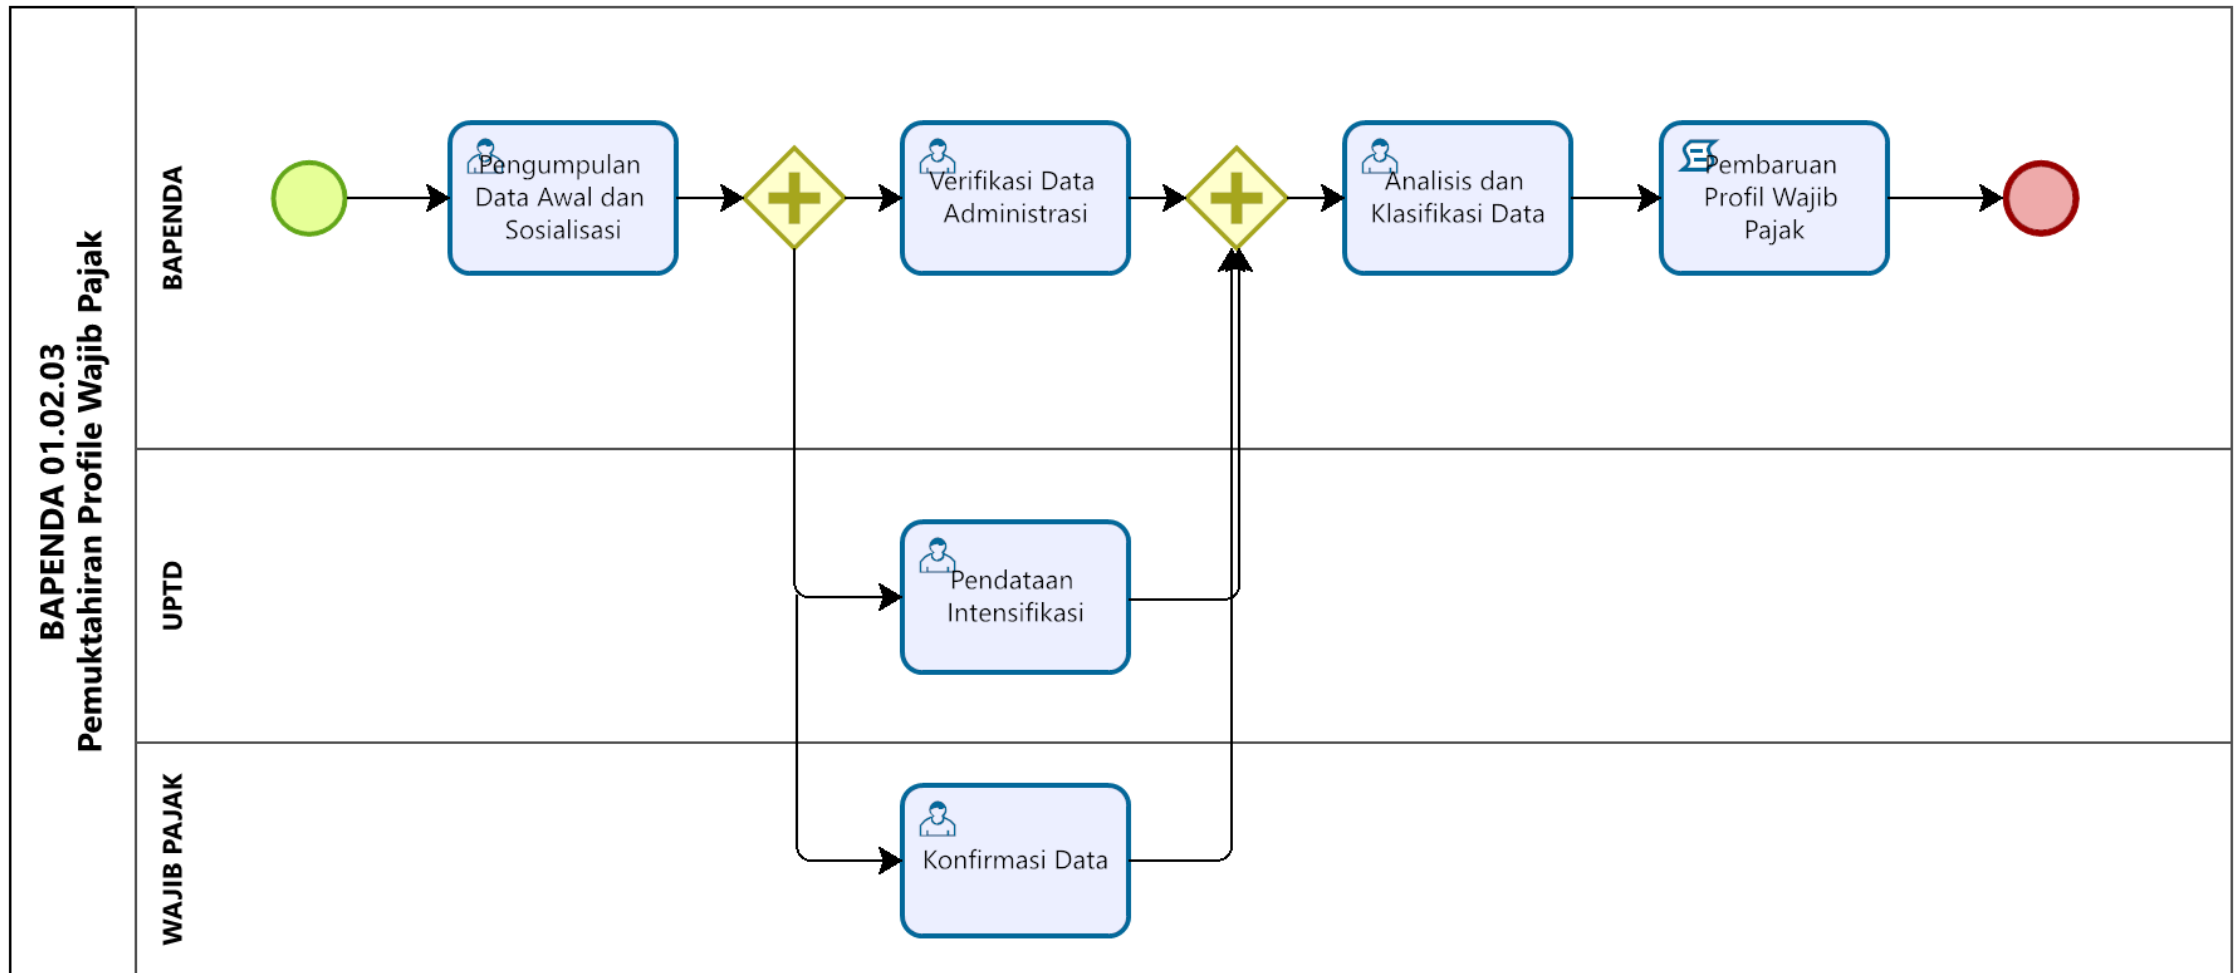 BAPENDA 01.02.03
Pemuktahiran Profile Wajib Pajak
BAPENDA
Pengumpulan
Data Awal dan
Sosialisasi
Verifikasi Data
Administrasi
Analisis dan
Klasifikasi Data
Pembaruan
Profil Wajib
Pajak
UPTD
Pendataan
Intensifikasi
WAJIB PAJAK
Konfirmasi Data